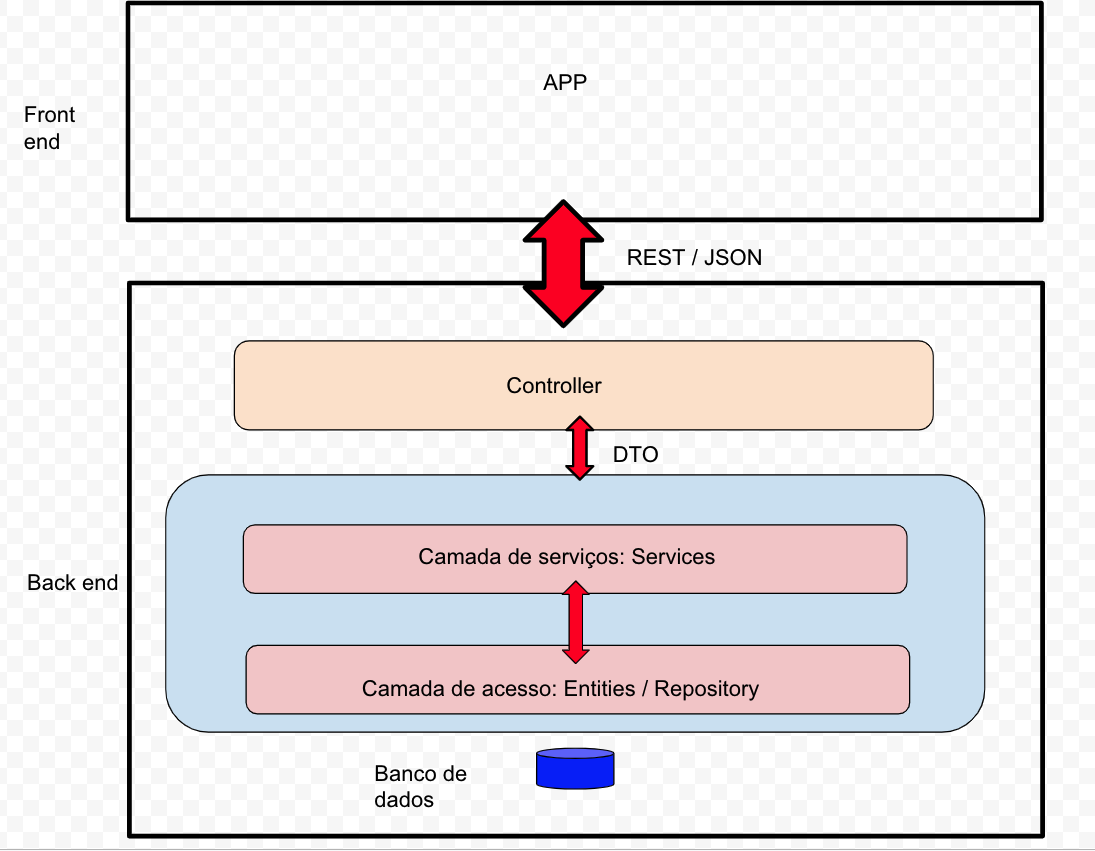 APP
Front
end
REST / JSON
Controller
DTO
Camada de serviços: Services
Back end
Camada de acesso: Entities / Repository
Banco de
dados